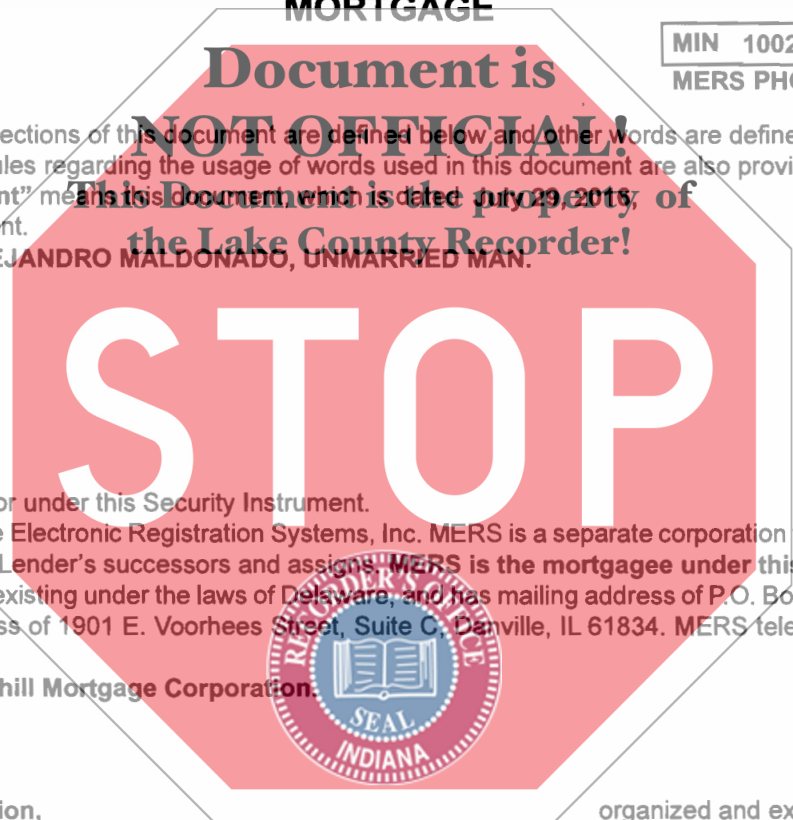 MORTGAGE
Document is
MIN 1002
MERS PHO
NOT OFFICIAL!
ections of this document are defined below and other words are define
ules regarding the usage of words used in this document are also provi
nt” means this document, which is dated July 29, 2016,
This Document is the property of
nt.
the Lake County Recorder!
EJANDRO MALDONADO, UNMARRIED MAN.
STOP
or under this Security Instrument.
e Electronic Registration Systems, Inc. MERS is a separate corporation
Lender's successors and assigns. MERS is the mortgagee under this
existing under the laws of Delaware, and has mailing address of P.O. Bo
ss of 1901 E. Voorhees Street, Suite C, Danville, IL 61834. MERS tele
RECORDER'S OFFICE
hill Mortgage Corporation.
SEAL
INDIANA
ion,
organized and ex